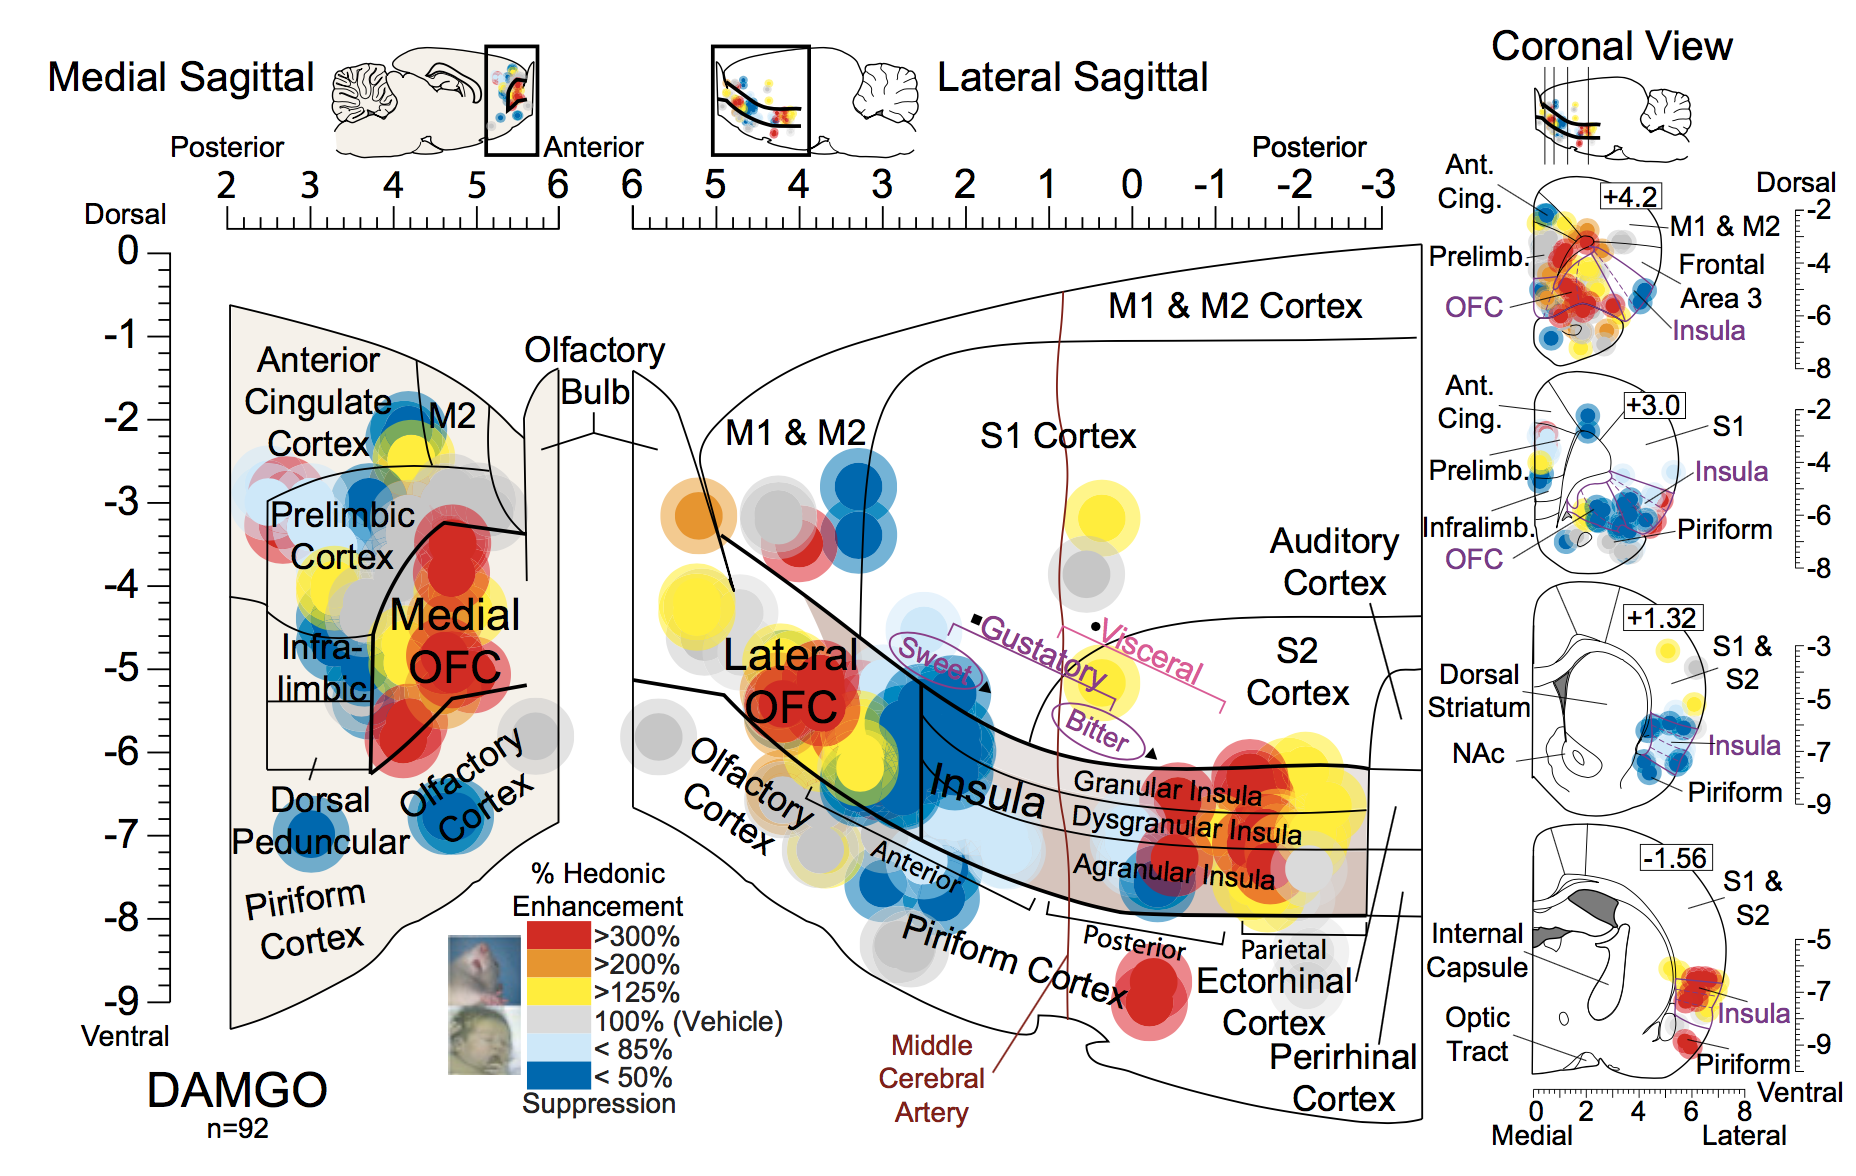 Medial Sagittal
Lateral Sagittal
Coronal View
Posterior
Anterior
Posterior
2 3 4 5 6
6 5 4 3 2 1 0 -1 -2 -3
Dorsal
0
-1
-2
-3
-4
-5
-6
-7
-8
-9
Ventral
Anterior
Cingulate
Cortex
M2
Prelimbic
Cortex
Medial
OFC
Infra-
limbic
Dorsal
Peduncular
Olfactory
Cortex
Piriform
Cortex
Olfactory
Bulb
M1 & M2 Cortex
M1 & M2
S1 Cortex
Auditory
Cortex
S2
Cortex
Gustatory
Visceral
Sweet
Bitter
Lateral
OFC
Insula
Granular Insula
Dysgranular Insula
Agranular Insula
Olfactory
Cortex
Anterior
Posterior
Parietal
Piriform Cortex
Ectorhinal
Cortex
Perirhinal
Cortex
Middle
Cerebral
Artery
% Hedonic
Enhancement
>300%
>200%
>125%
100% (Vehicle)
< 85%
< 50%
Suppression
DAMGO
n=92
Ant.
Cing.
+4.2
Dorsal
M1 & M2
Prelimb.
Frontal
Area 3
OFC
Insula
-2
-4
-6
-8
Ant.
Cing.
+3.0
S1
Prelimb.
Insula
Infralimb.
Piriform
OFC
-2
-4
-6
-8
+1.32
S1 &
S2
Dorsal
Striatum
NAc
Insula
Piriform
-3
-5
-7
-9
-1.56
S1 &
S2
Internal
Capsule
Optic
Tract
Insula
Piriform
-5
-7
-9
Ventral
0 2 4 6 8
Medial
Lateral